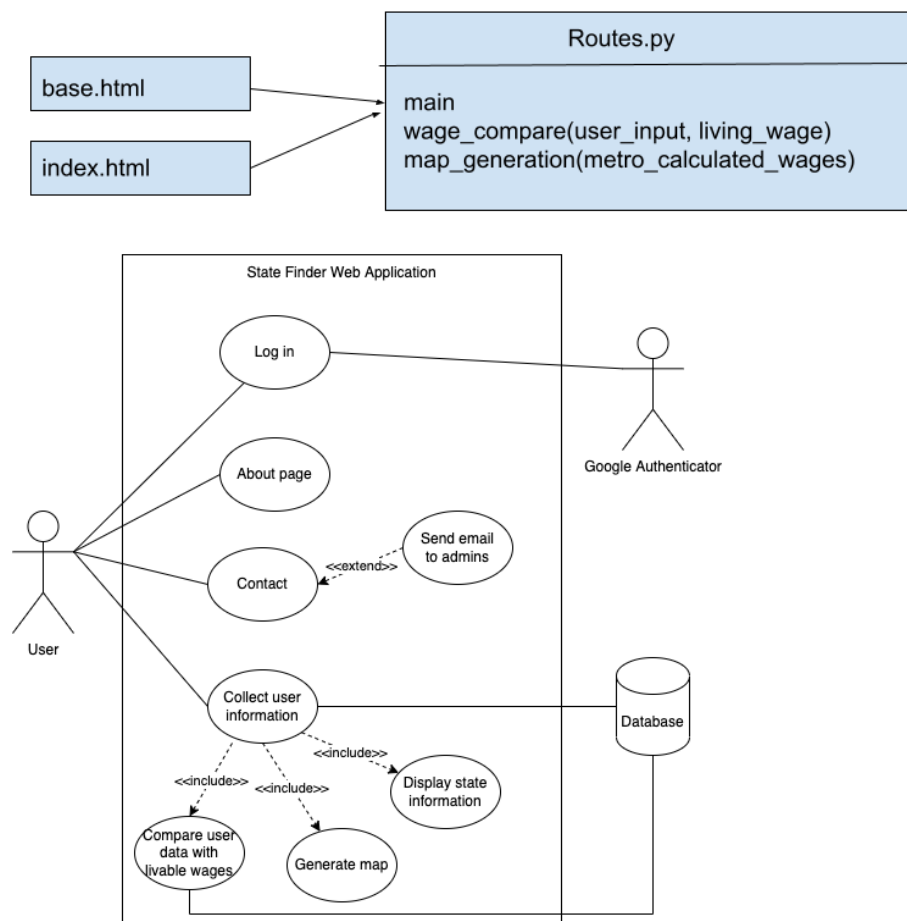 Routes.py
base.html
index.html
main
wage_compare(user_input, living_wage)
map_generation(metro_calculated_wages)
State Finder Web Application
Log in
Google Authenticator
About page
Send email
to admins
<<extend>>
Contact
User
Collect user
information
Database
<<include>>
<<include>>
<<include>>
Display state
information
Compare user
data with
livable wages
Generate map